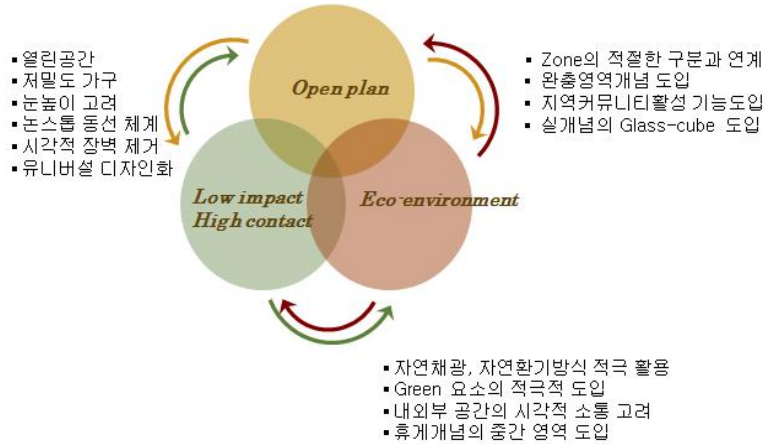 ▪ 열린공간
▪ 저밀도 가구
▪ 눈높이 고려
▪ 논스톱 동선 체계
▪ 시각적 장벽 제거
▪ 유니버설 디자인화
Open plan
▪ Zone의 적절한 구분과 연계
▪ 완충영역개념 도입
▪ 지역커뮤니티활성 기능도입
▪ 실개념의 Glass-cube 도입
Low impact
High contact
Eco-environment
▪ 자연채광, 자연환기방식 적극 활용
▪ Green 요소의 적극적 도입
▪ 내외부 공간의 시각적 소통 고려
▪ 휴게개념의 중간 영역 도입